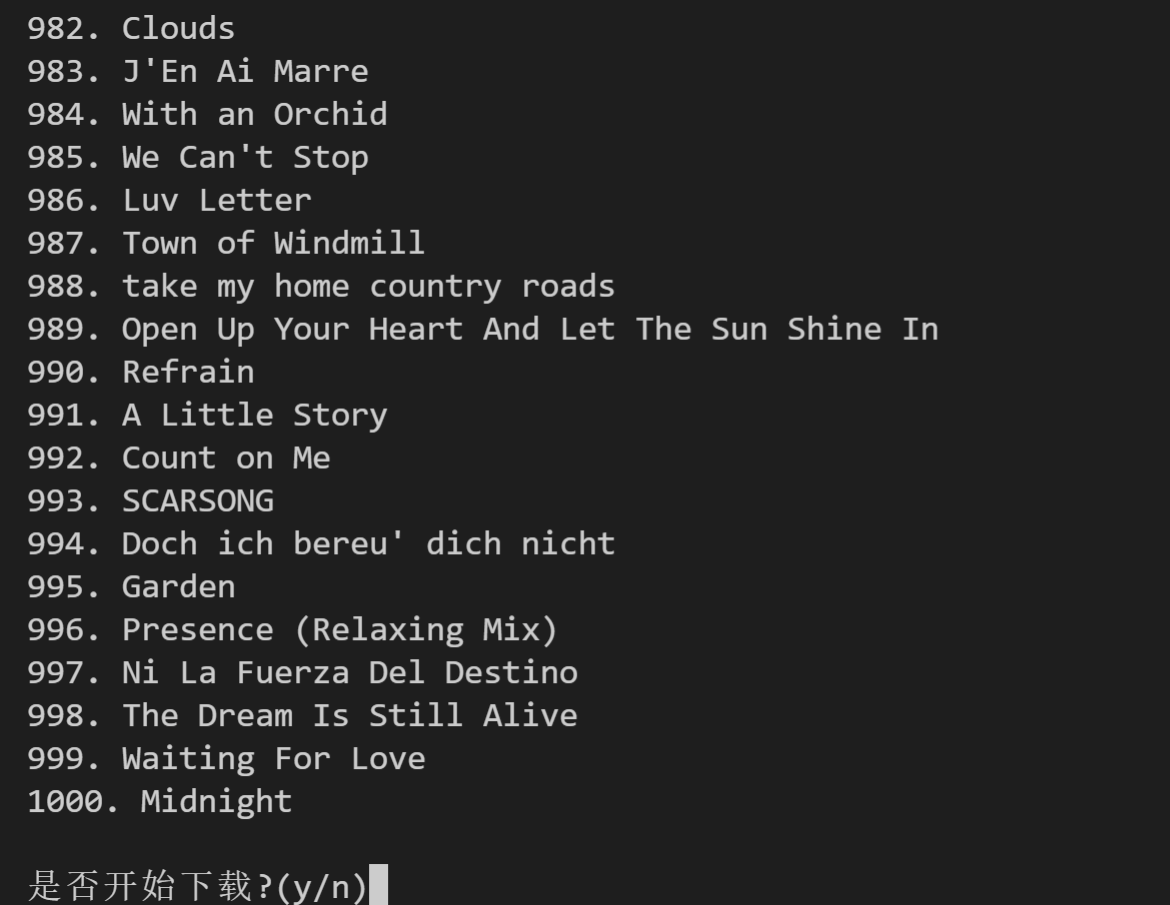 982. Clouds
983. J'En Ai Marre
984. With an Orchid
985. We Can't Stop
986. Luv Letter
987. Town of Windmill
988. take my home country roads
989. Open Up Your Heart And Let The Sun Shine In
990. Refrain
991. A Little Story
992. Count on Me
993. SCARSONG
994. Doch ich bereu' dich nicht
995. Garden
996. Presence (Relaxing Mix)
997. Ni La Fuerza Del Destino
998. The Dream Is Still Alive
999. Waiting For Love
1000. Midnight
是否开始下载?(y/n)